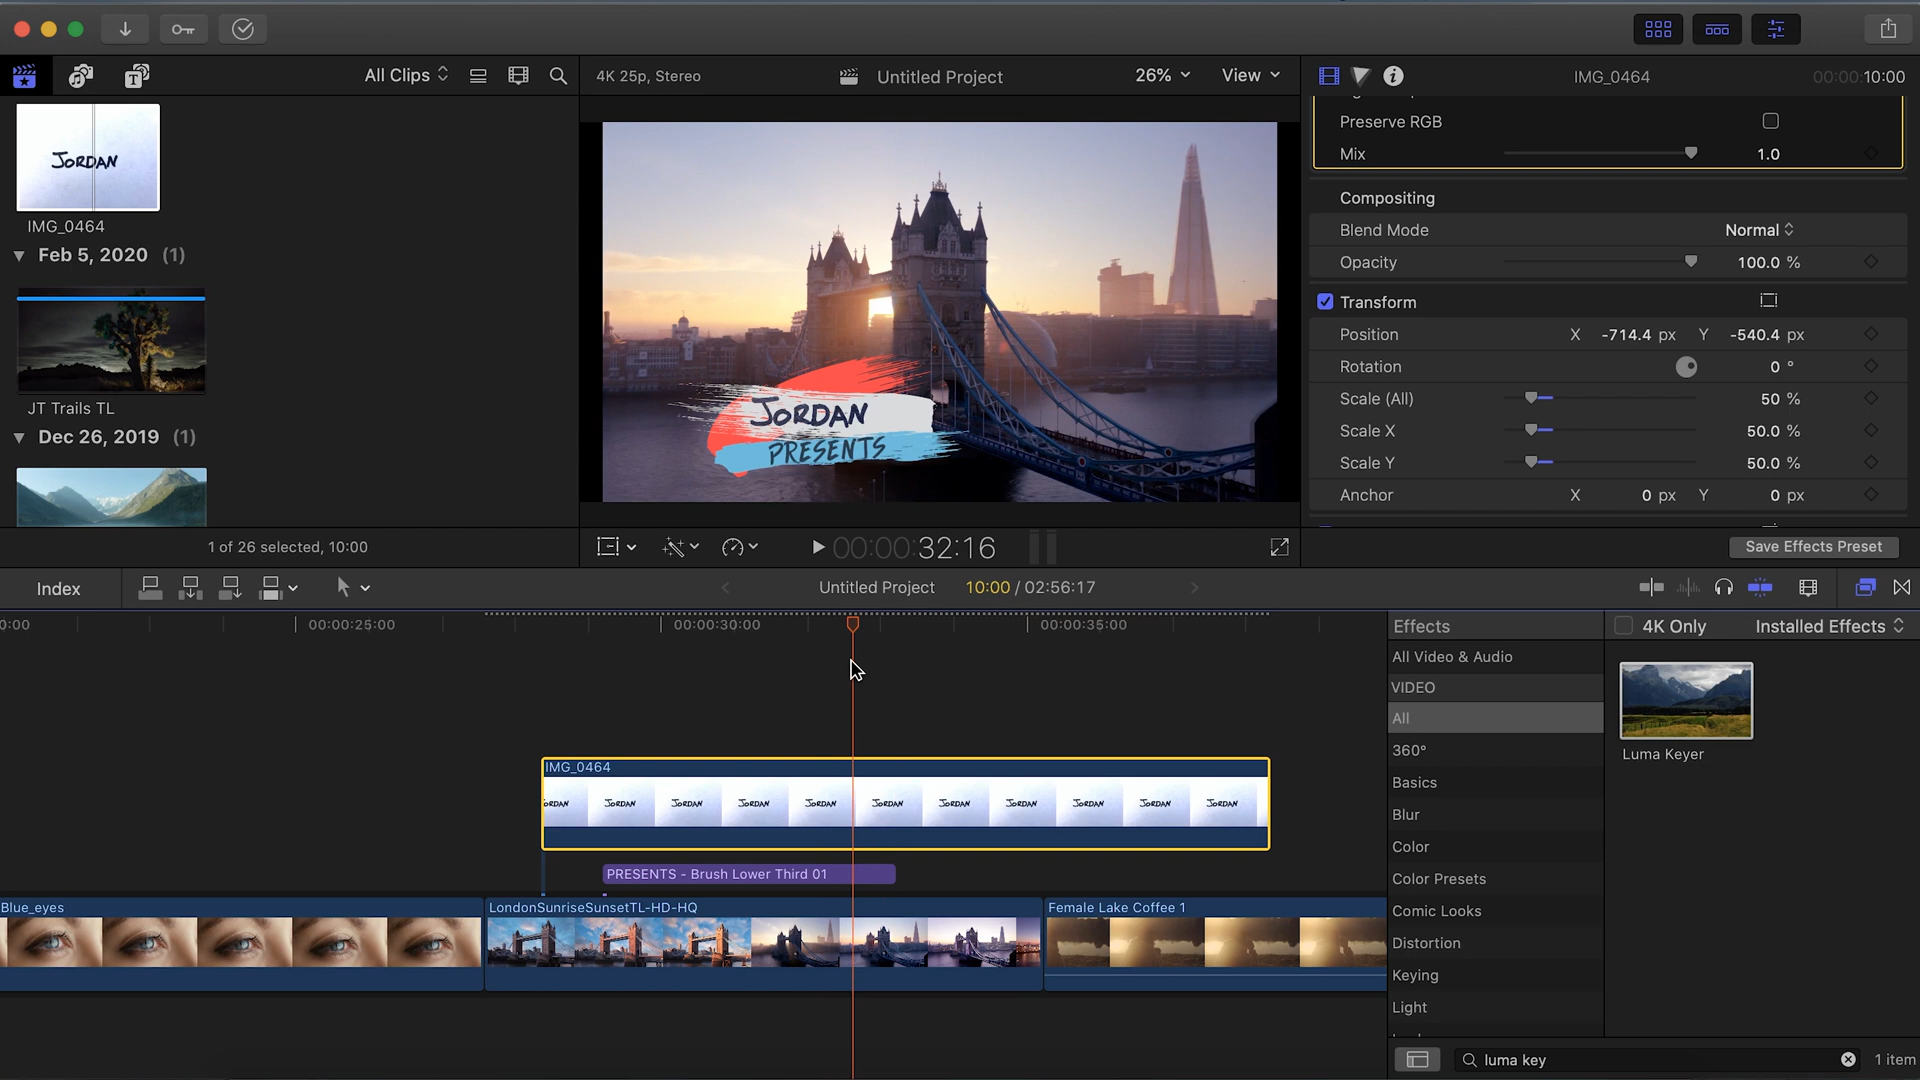 All Clips
4K 25p, Stereo
Untitled Project
26%
View
IMG_0464
00:00:10:00
JORDAN
IMG_0464
Feb 5, 2020 (1)
JT Trails TL
Dec 26, 2019 (1)
1 of 26 selected, 10:00
JORDAN
PRESENTS
00:00:32:16
Preserve RGB
Mix 1.0
Compositing
Blend Mode Normal
Opacity 100.0 %
Transform
Position X -714.4 px Y -540.4 px
Rotation 0 °
Scale (All) 50 %
Scale X 50.0 %
Scale Y 50.0 %
Anchor X 0 px Y 0 px
Save Effects Preset
Index
Untitled Project
10:00 / 02:56:17
0:00
00:00:25:00
00:00:30:00
00:00:35:00
IMG_0464
ORDAN JORDAN JORDAN JORDAN JORDAN JORDAN JORDAN JORDAN JORDAN JORDAN JORDAN
PRESENTS - Brush Lower Third 01
Blue_eyes
LondonSunriseSunsetTL-HD-HQ
Female Lake Coffee 1
Effects
4K Only
Installed Effects
All Video & Audio
VIDEO
All
360°
Basics
Blur
Color
Color Presets
Comic Looks
Distortion
Keying
Light
Luma Keyer
luma key
1 item